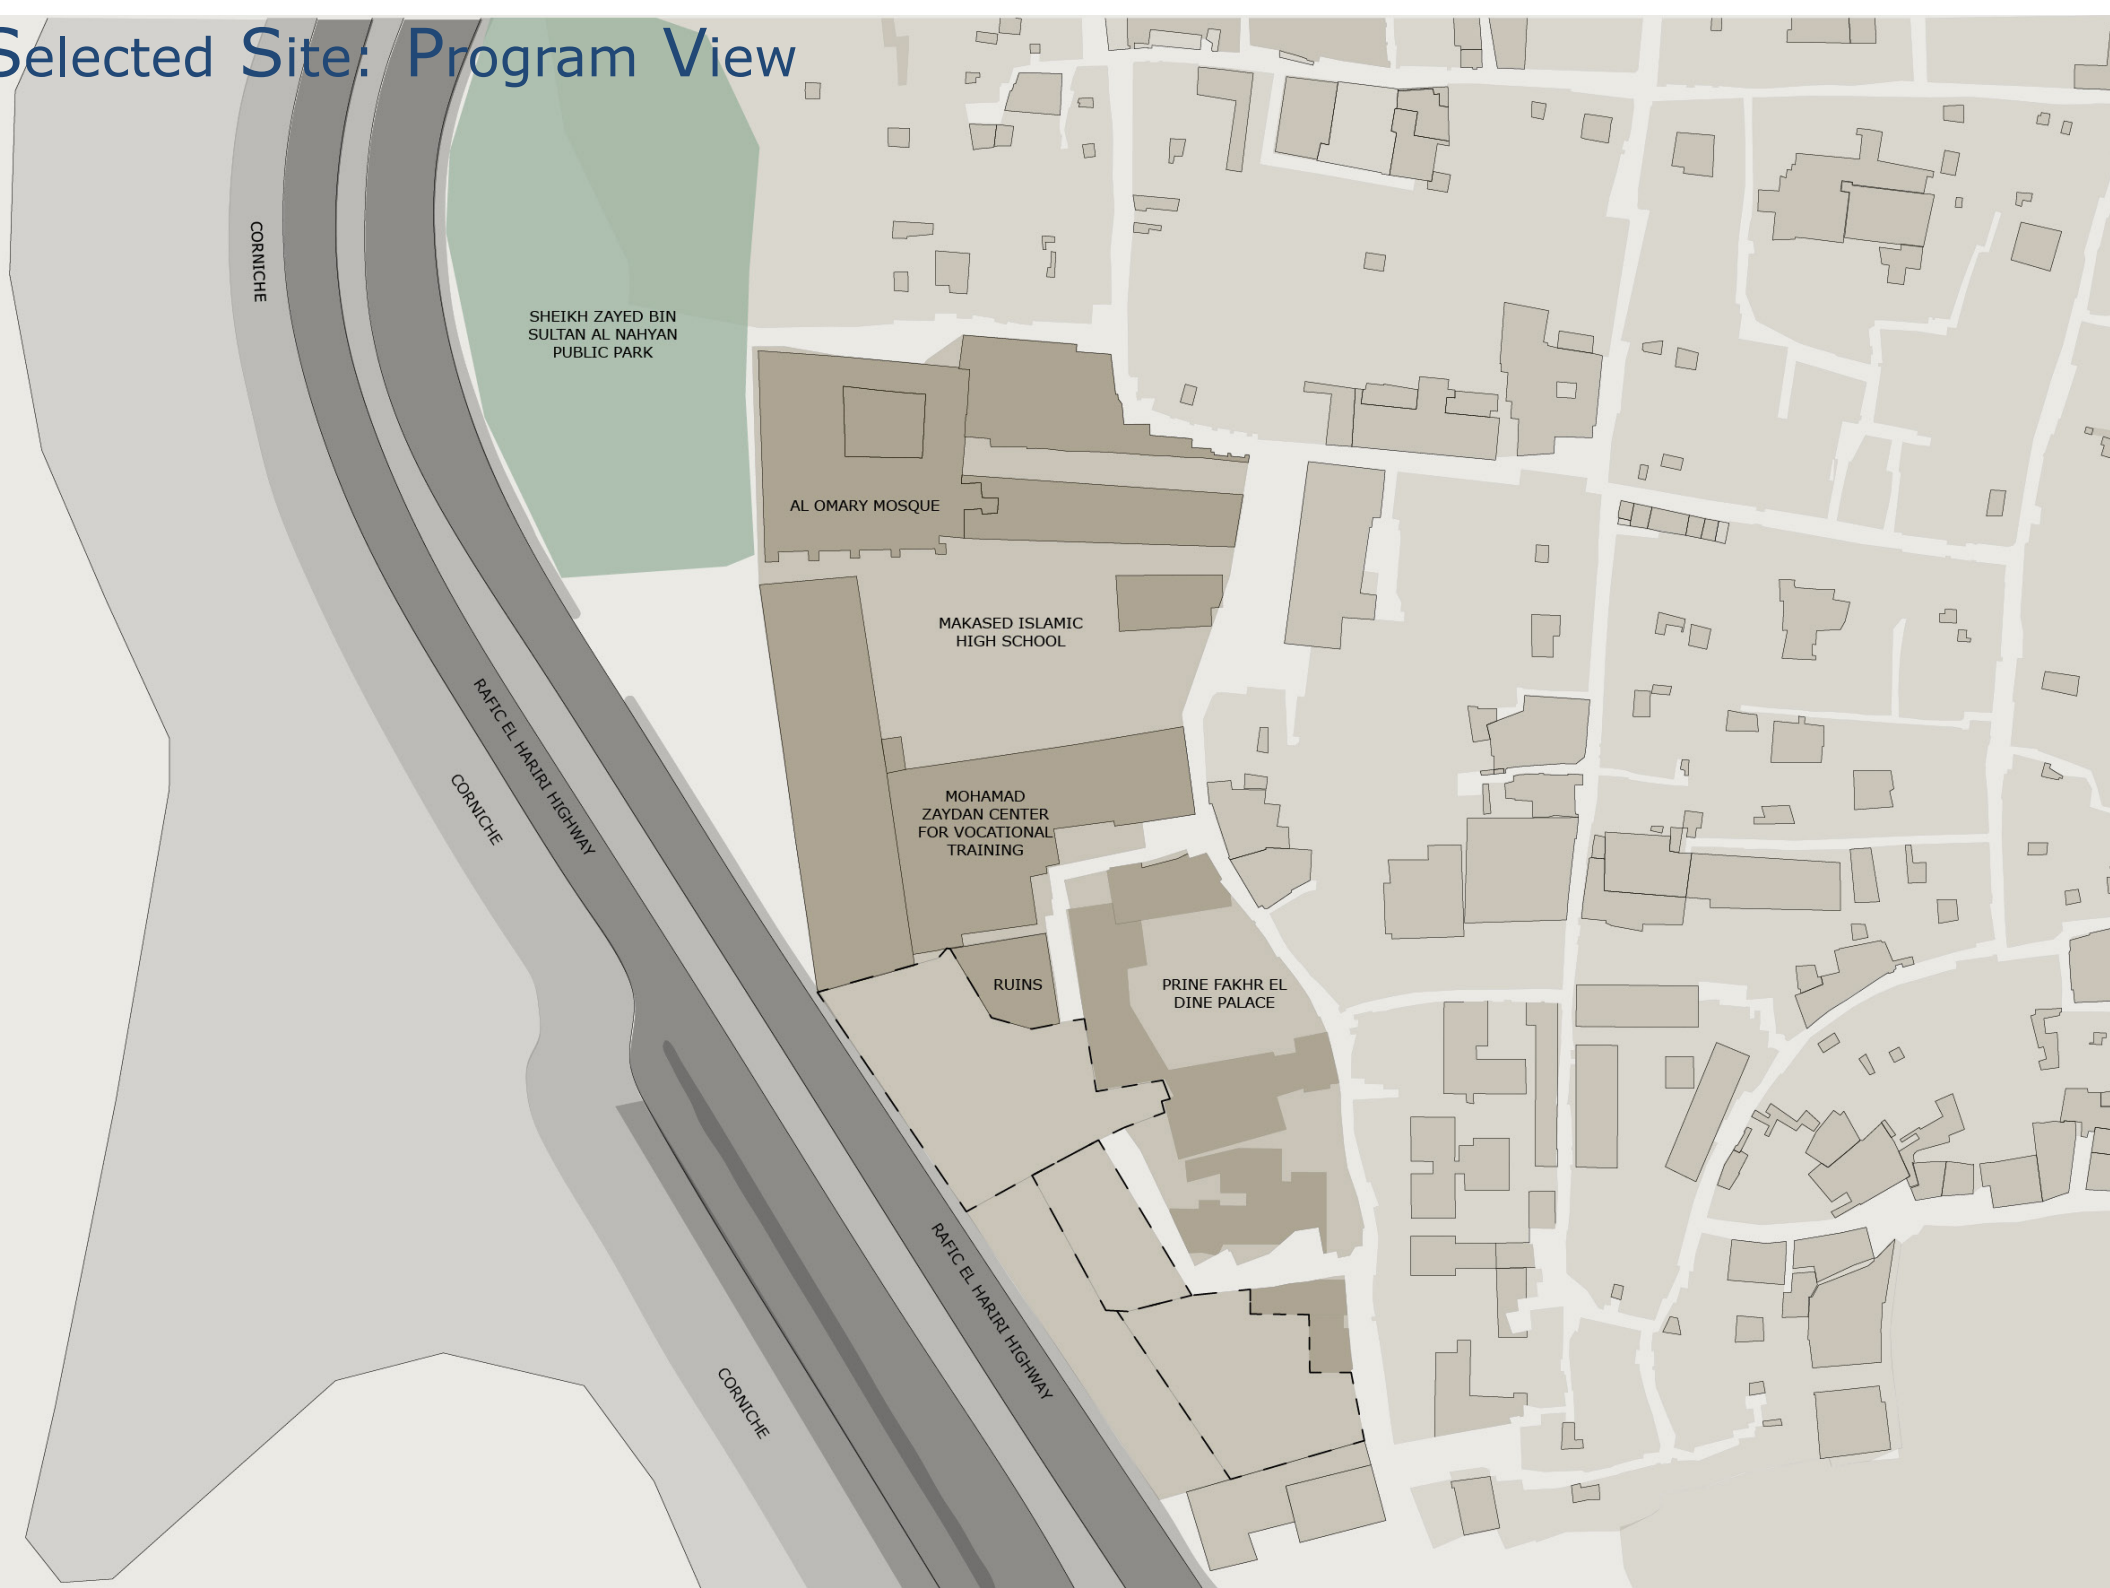 Selected Site: Program View
CORNICHE
SHEIKH ZAYED BIN
SULTAN AL NAHYAN
PUBLIC PARK
AL OMARY MOSQUE
MAKASED ISLAMIC
HIGH SCHOOL
RAFIC EL HARIRI HIGHWAY
CORNICHE
MOHAMAD
ZAYDAN CENTER
FOR VOCATIONAL
TRAINING
RUINS
PRINE FAKHR EL
DINE PALACE
RAFIC EL HARIRI HIGHWAY
CORNICHE